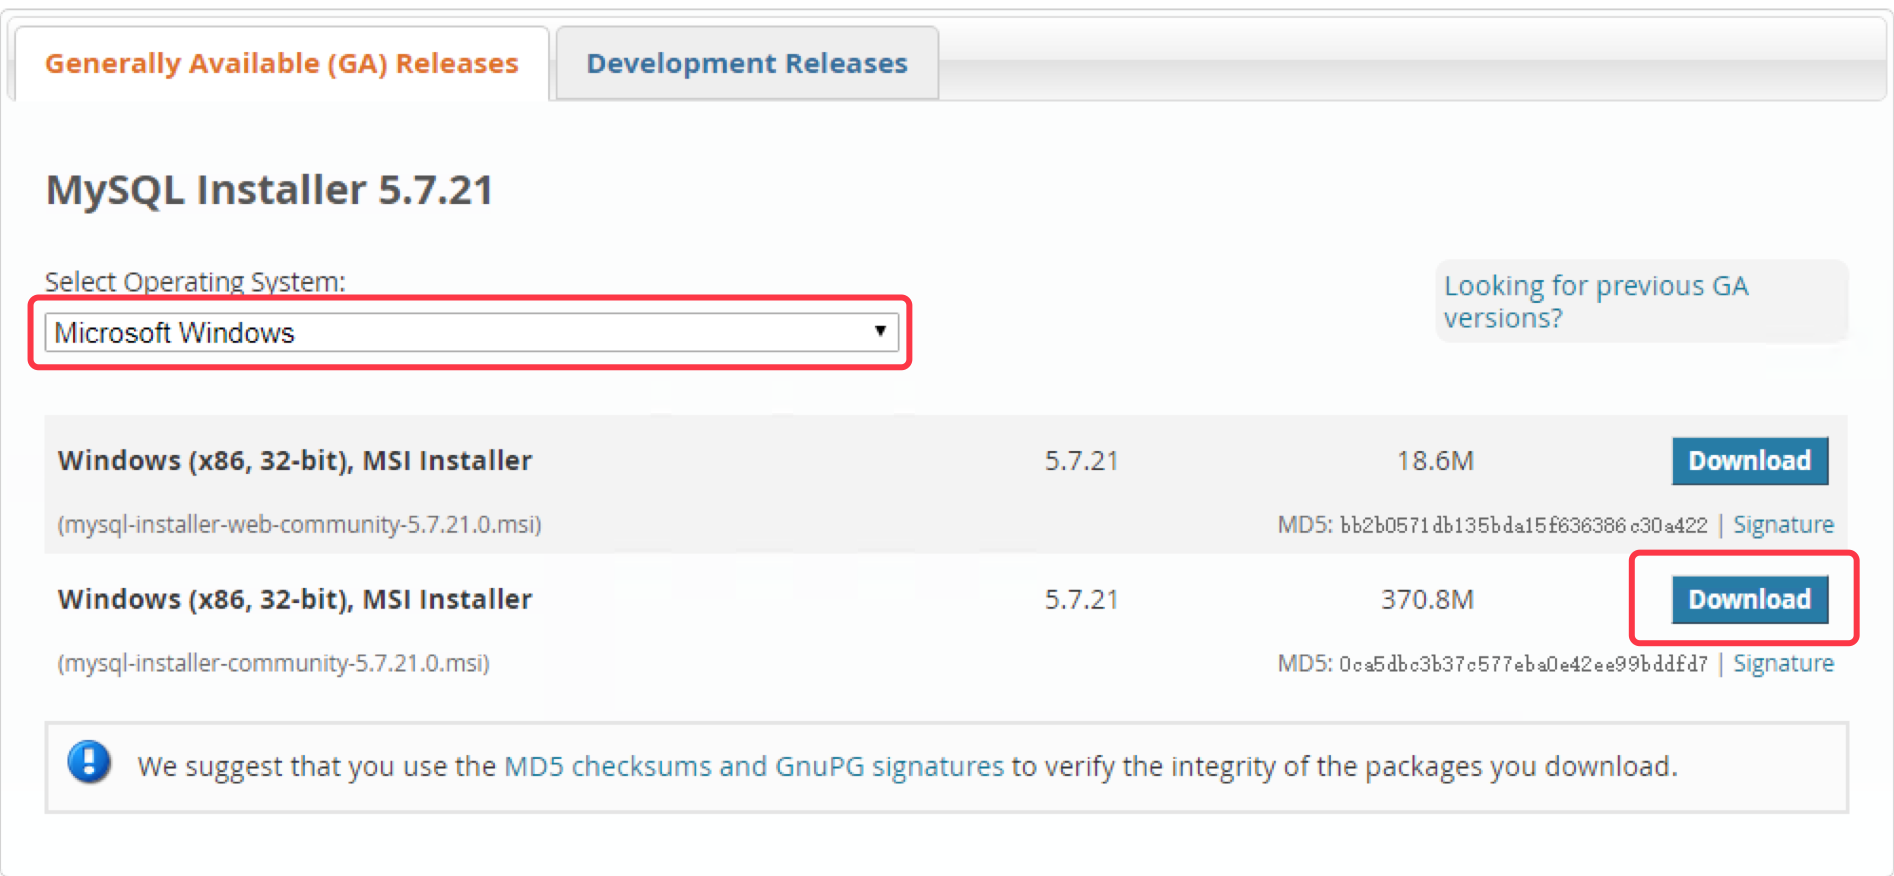 Generally Available (GA) Releases
Development Releases
MySQL Installer 5.7.21
Select Operating System:
Microsoft Windows
Looking for previous GA
versions?
Windows (x86, 32-bit), MSI Installer 5.7.21 18.6M Download
(mysql-installer-web-community-5.7.21.0.msi) MD5: bb2b0571db135bda15f636386c30a422 | Signature
Windows (x86, 32-bit), MSI Installer 5.7.21 370.8M Download
(mysql-installer-community-5.7.21.0.msi) MD5: 0ca5dbc3b37c577eba0e42ee99bddfd7 | Signature
We suggest that you use the MD5 checksums and GnuPG signatures to verify the integrity of the packages you download.